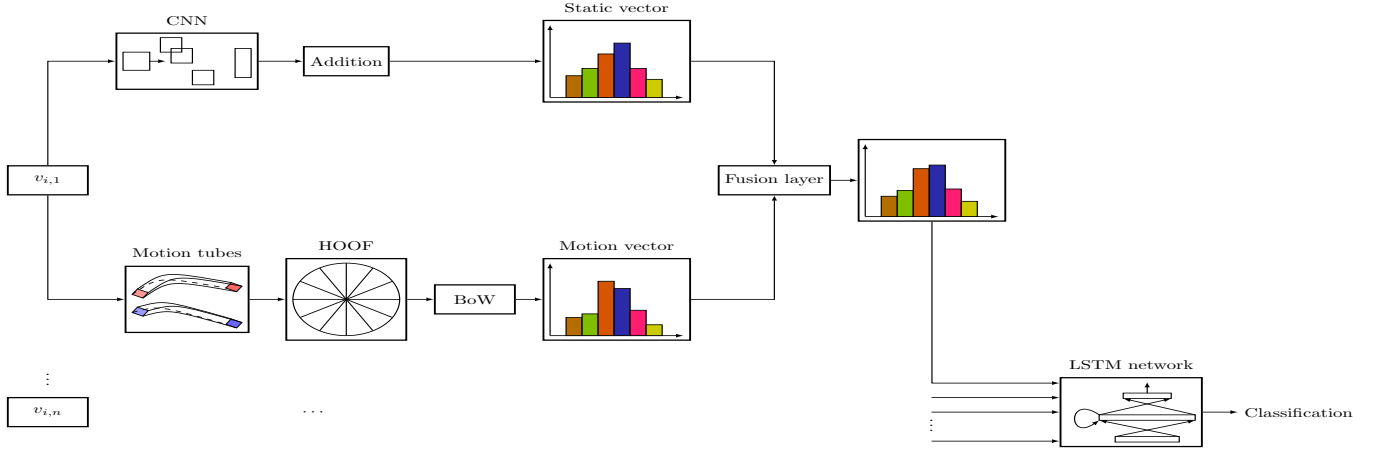 CNN
Static vector
Addition
$v_{i,1}$
Fusion layer
Motion tubes
HOOF
Motion vector
BoW
⋮
LSTM network
$v_{i,n}$
...
⋮
Classification